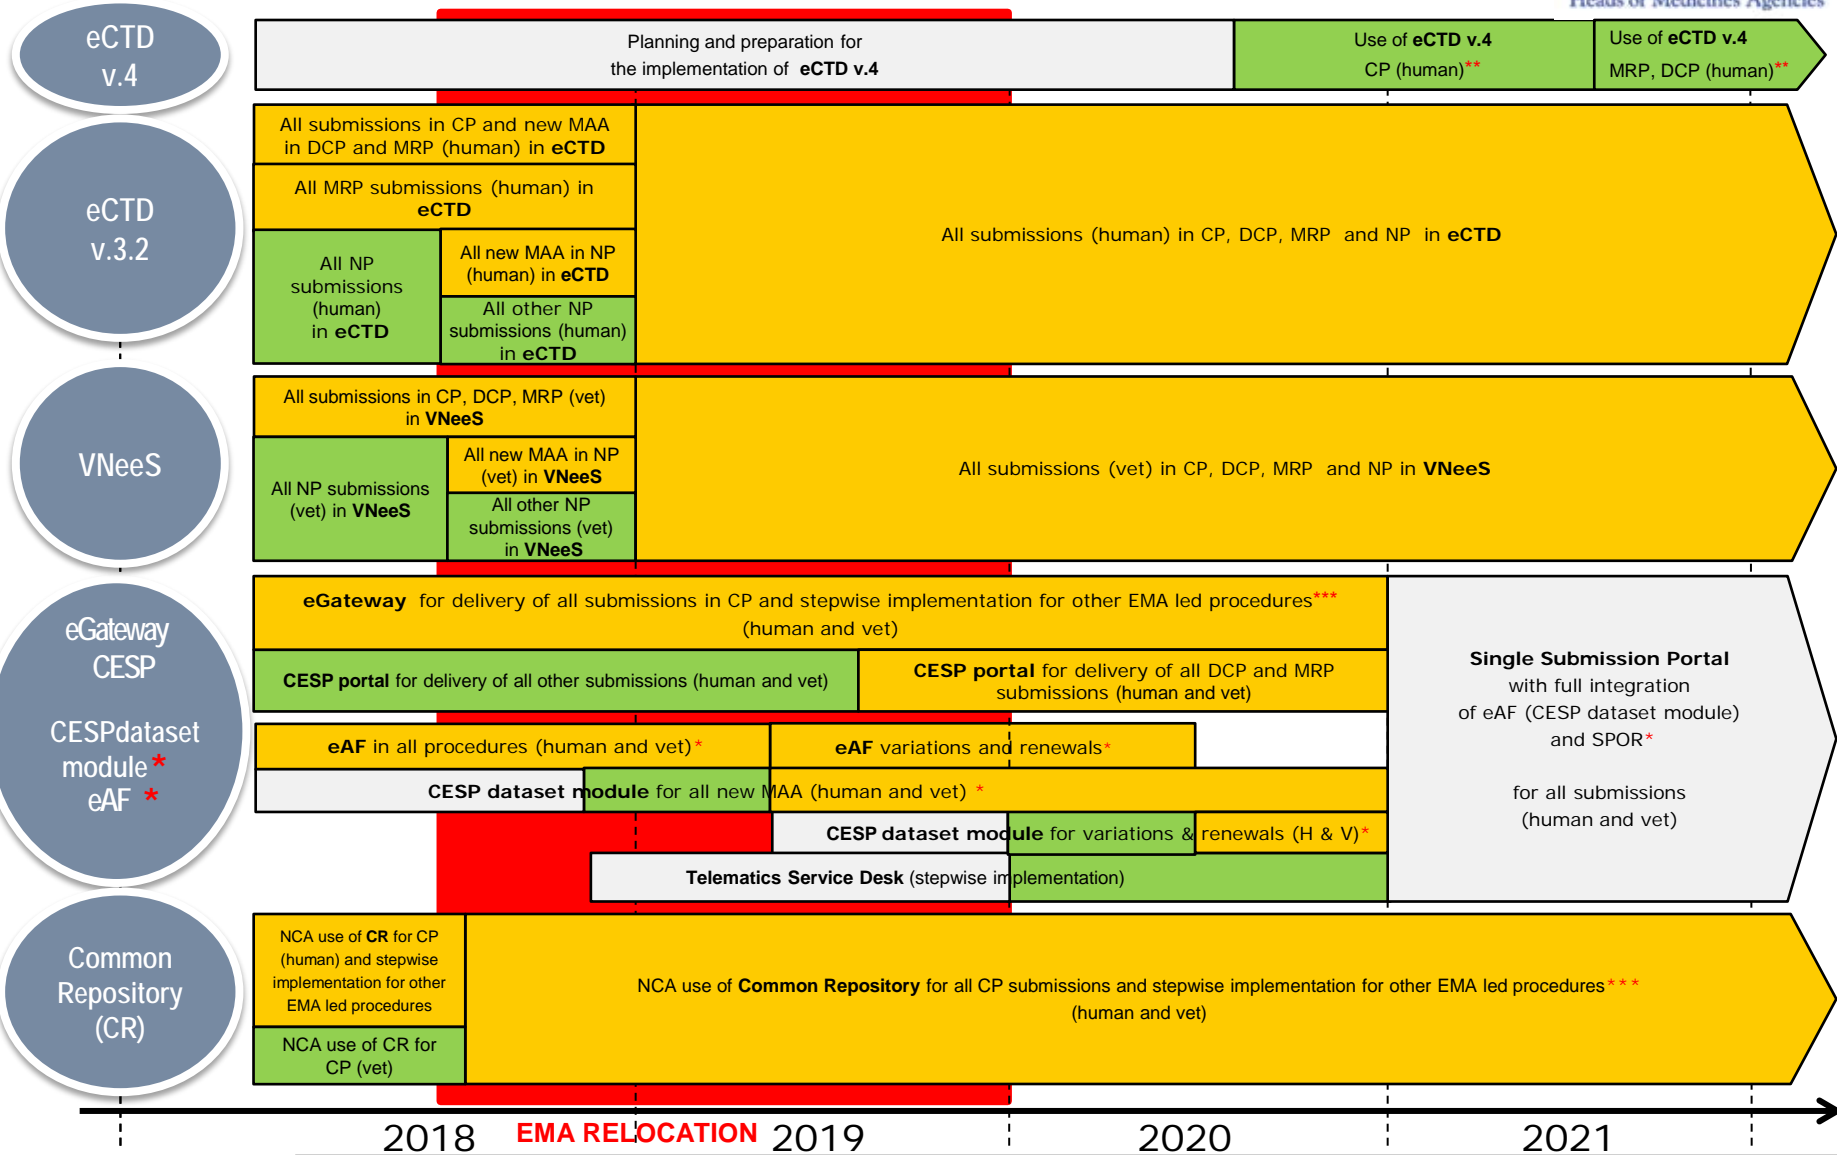 Heads of Medicines Agencies
eCTD
v.4
Planning and preparation for
the implementation of eCTD v.4
Use of eCTD v.4
CP (human)**
Use of eCTD v.4
MRP, DCP (human)**
eCTD
v.3.2
All submissions in CP and new MAA
in DCP and MRP (human) in eCTD
All MRP submissions (human) in
eCTD
All NP
submissions
(human)
in eCTD
All new MAA in NP
(human) in eCTD
All other NP
submissions (human)
in eCTD
All submissions (human) in CP, DCP, MRP and NP in eCTD
VNeeS
All submissions in CP, DCP, MRP (vet)
in VNeeS
All NP submissions
(vet) in VNeeS
All new MAA in NP
(vet) in VNeeS
All other NP
submissions (vet)
in VNeeS
All submissions (vet) in CP, DCP, MRP and NP in VNeeS
eGateway
CESP
CESPdataset
module*
eAF *
eGateway for delivery of all submissions in CP and stepwise implementation for other EMA led procedures***
(human and vet)
CESP portal for delivery of all other submissions (human and vet)
CESP portal for delivery of all DCP and MRP
submissions (human and vet)
eAF in all procedures (human and vet)*
eAF variations and renewals*
CESP dataset module for all new MAA (human and vet) *
CESP dataset module for variations & renewals (H & V)*
Telematics Service Desk (stepwise implementation)
Single Submission Portal
with full integration
of eAF (CESP dataset module)
and SPOR*
for all submissions
(human and vet)
Common
Repository
(CR)
NCA use of CR for CP
(human) and stepwise
implementation for other
EMA led procedures
NCA use of CR for
CP (vet)
NCA use of Common Repository for all CP submissions and stepwise implementation for other EMA led procedures***
(human and vet)
2018 EMA RELOCATION 2019 2020 2021